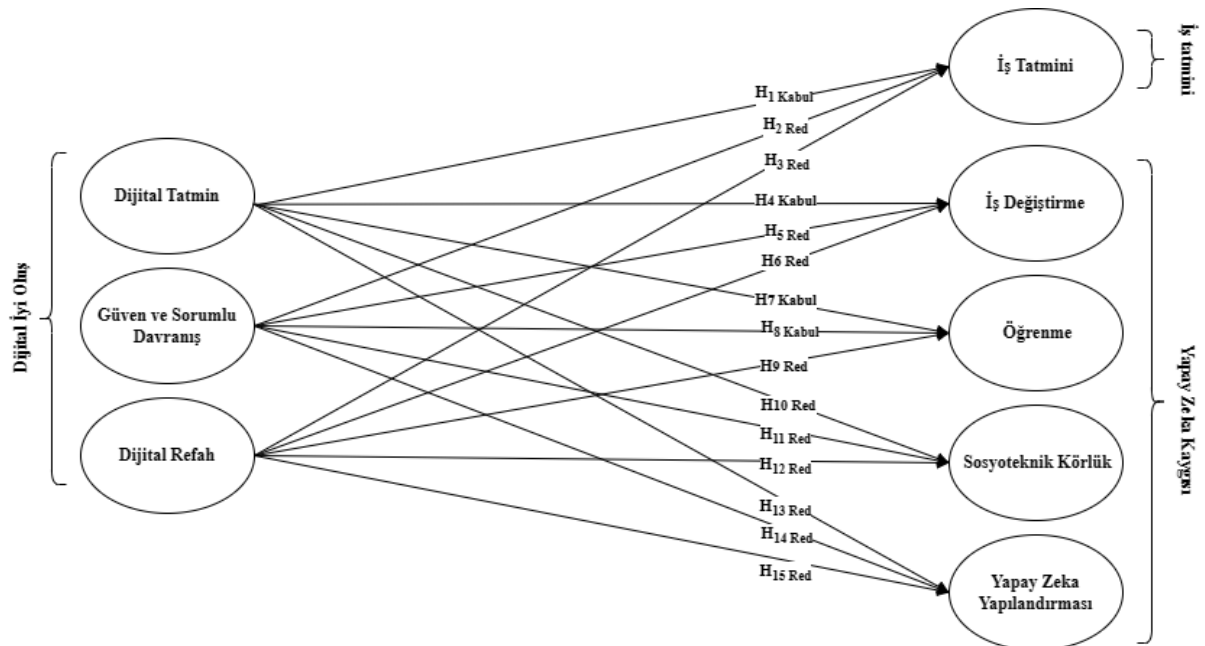 Dijital İyi Oluş
Dijital Tatmin
Güven ve Sorumlu
Davranış
Dijital Refah
H1 Kabul
H2 Red
H3 Red
H4 Kabul
H5 Red
H6 Red
H7 Kabul
H8 Kabul
H9 Red
H10 Red
H11 Red
H12 Red
H13 Red
H14 Red
H15 Red
İş Tatmini
İş Değiştirme
Öğrenme
Sosyoteknik Körlük
Yapay Zeka
Yapılandırması
İş tatmini
Yapay Zeka Kaygısı